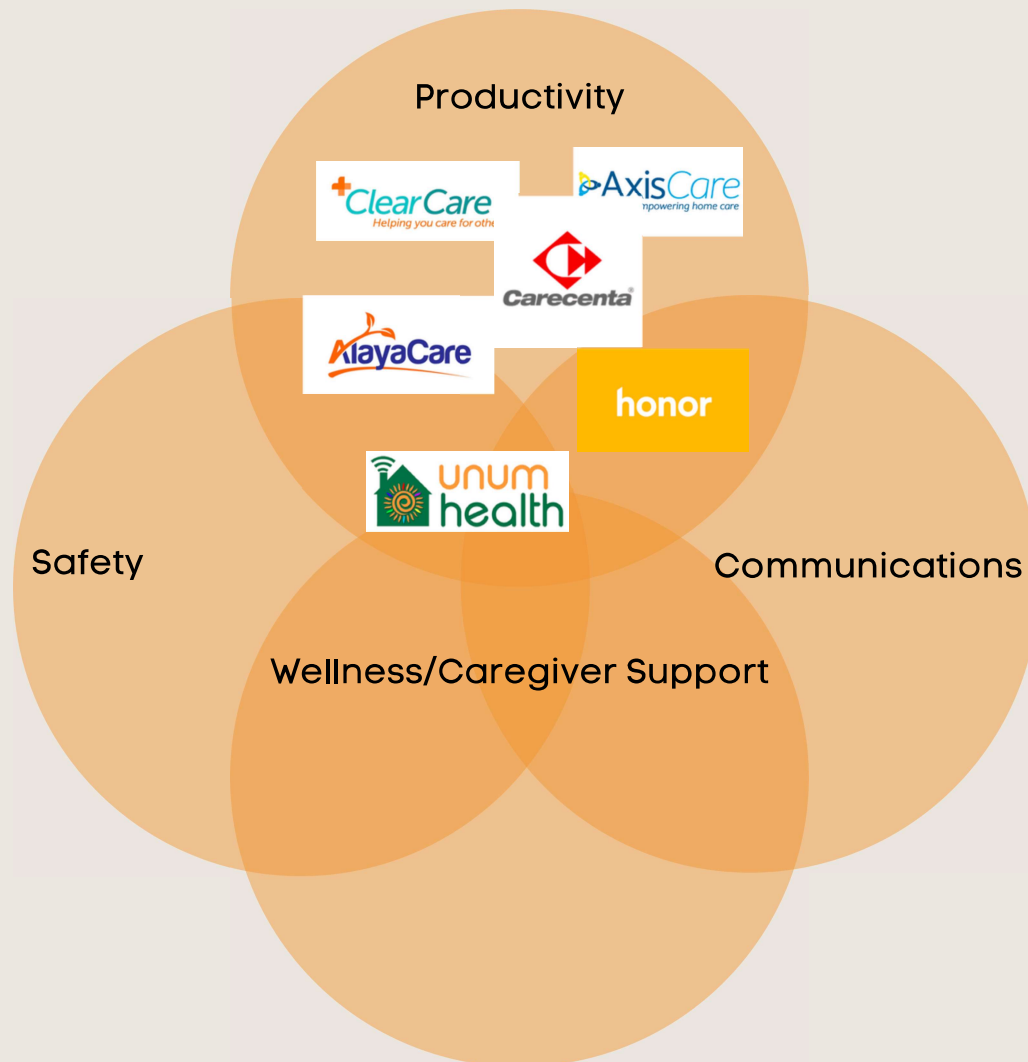 Productivity
ClearCare
Helping you care for othe
AxisCare
mpowering home care
Carecenta
AlayaCare
honor
unum
health
Safety
Communications
Wellness/Caregiver Support